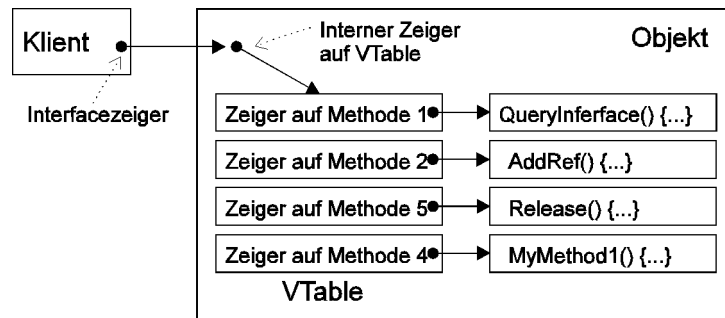 Klient
Interner Zeiger
auf VTable
Objekt
Interfacezeiger
Zeiger auf Methode 1
QueryInferface() {...}
Zeiger auf Methode 2
AddRef() {...}
Zeiger auf Methode 5
Release() {...}
Zeiger auf Methode 4
MyMethod1() {...}
VTable